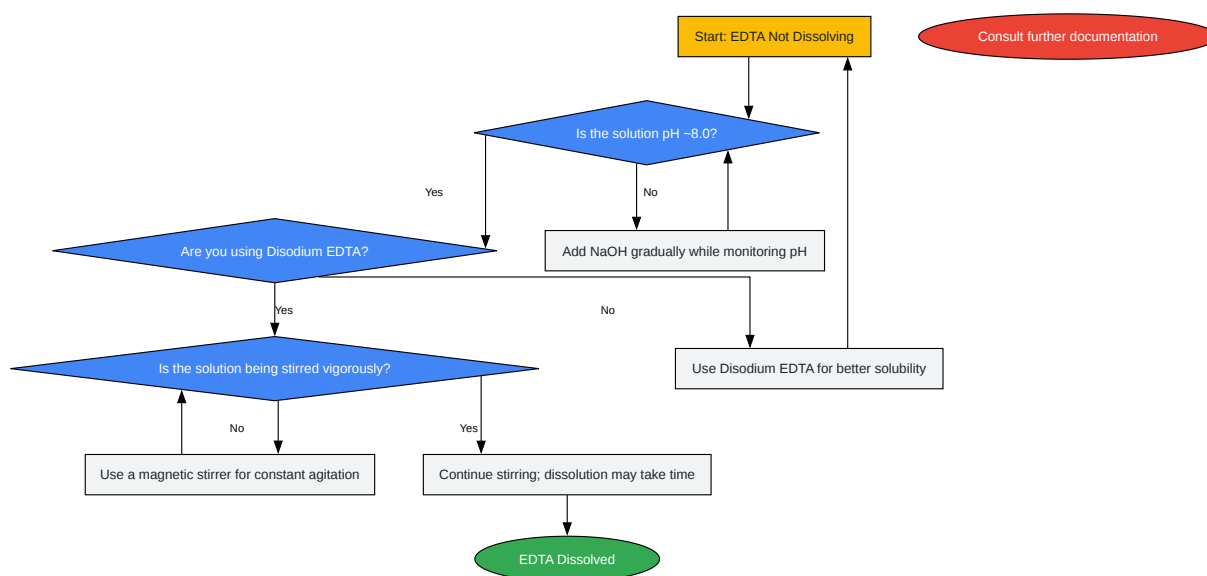 Start: EDTA Not Dissolving
Consult further documentation
Is the solution pH ~8.0?
Yes
No
Are you using Disodium EDTA?
Add NaOH gradually while monitoring pH
Yes
No
Is the solution being stirred vigorously?
Use Disodium EDTA for better solubility
No
Yes
Use a magnetic stirrer for constant agitation
Continue stirring; dissolution may take time
EDTA Dissolved